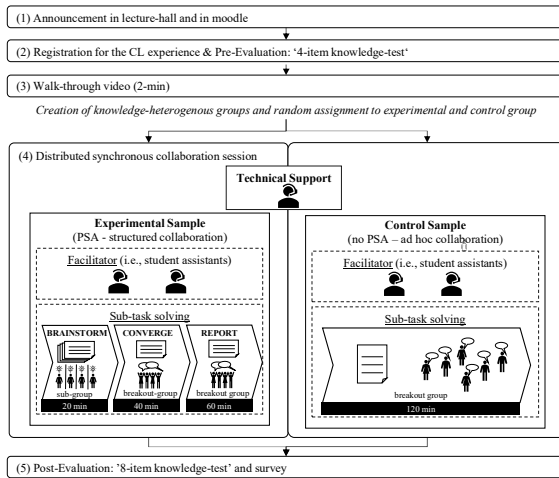 (1) Announcement in lecture-hall and in moodle
(2) Registration for the CL experience & Pre-Evaluation: ‘4-item knowledge-test‘
(3) Walk-through video (2-min)
Creation of knowledge-heterogenous groups and random assignment to experimental and control group
(4) Distributed synchronous collaboration session
Technical Support
Experimental Sample
(PSA - structured collaboration)
Facilitator (i.e., student assistants)
Sub-task solving
BRAINSTORM
CONVERGE
REPORT
sub-group
breakout-group
breakout group
20 min
40 min
60 min
Control Sample
(no PSA – ad hoc collaboration)
Facilitator (i.e., student assistants)
Sub-task solving
breakout group
120 min
(5) Post-Evaluation: ’8-item knowledge-test’ and survey